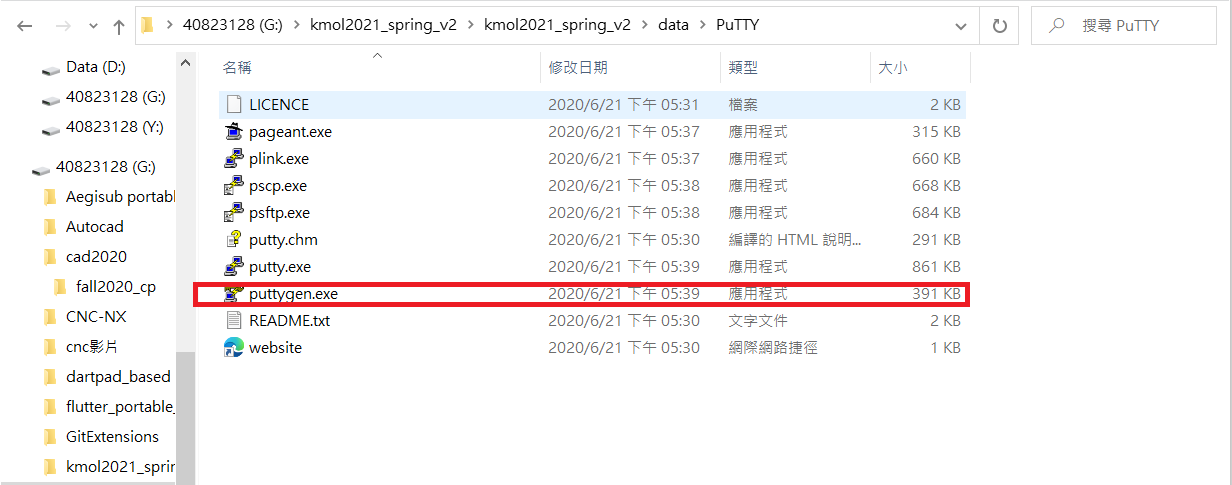 40823128 (G:) > kmol2021_spring_v2 > kmol2021_spring_v2 > data > PuTTY
搜尋 PuTTY
Data (D:)
40823128 (G:)
40823128 (Y:)
40823128 (G:)
Aegisub portabl
Autocad
cad2020
fall2020_cp
CNC-NX
cnc影片
dartpad_based
flutter_portable_
GitExtensions
kmol2021_sprin
名稱 修改日期 類型 大小
LICENCE 2020/6/21 下午 05:31 檔案 2 KB
pageant.exe 2020/6/21 下午 05:37 應用程式 315 KB
plink.exe 2020/6/21 下午 05:37 應用程式 660 KB
pscp.exe 2020/6/21 下午 05:38 應用程式 668 KB
psftp.exe 2020/6/21 下午 05:38 應用程式 684 KB
putty.chm 2020/6/21 下午 05:30 編譯的 HTML 說明... 291 KB
putty.exe 2020/6/21 下午 05:39 應用程式 861 KB
puttygen.exe 2020/6/21 下午 05:39 應用程式 391 KB
README.txt 2020/6/21 下午 05:30 文字文件 2 KB
website 2020/6/21 下午 05:30 網際網路捷徑 1 KB